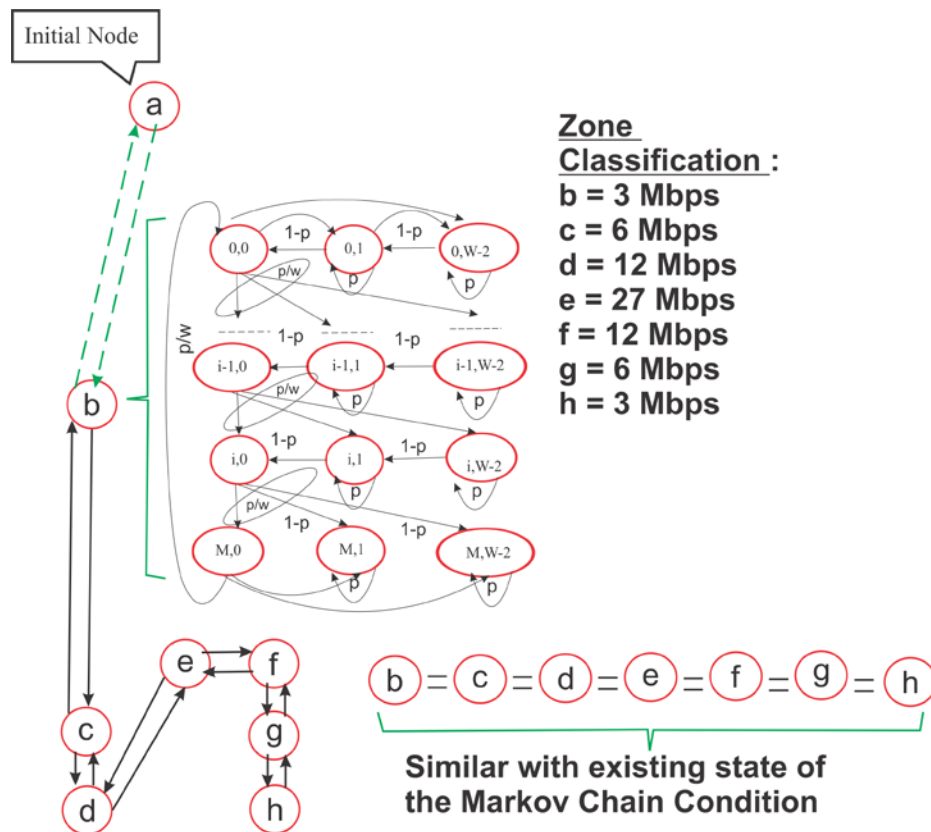 Initial Node
a
Zone
Classification :
b = 3 Mbps
c = 6 Mbps
d = 12 Mbps
e = 27 Mbps
f = 12 Mbps
g = 6 Mbps
h = 3 Mbps
b
p/w
0,0
1-p
0,1
1-p
0,W-2
p/w
p
p
1-p
1-p
i-1,0
i-1,1
i-1,W-2
p/w
p
p
1-p
1-p
i,0
i,1
i,W-2
p/w
p
p
1-p
1-p
M,0
M,1
M,W-2
p
p
e
f
c
g
d
h
b = c = d = e = f = g = h
Similar with existing state of
the Markov Chain Condition